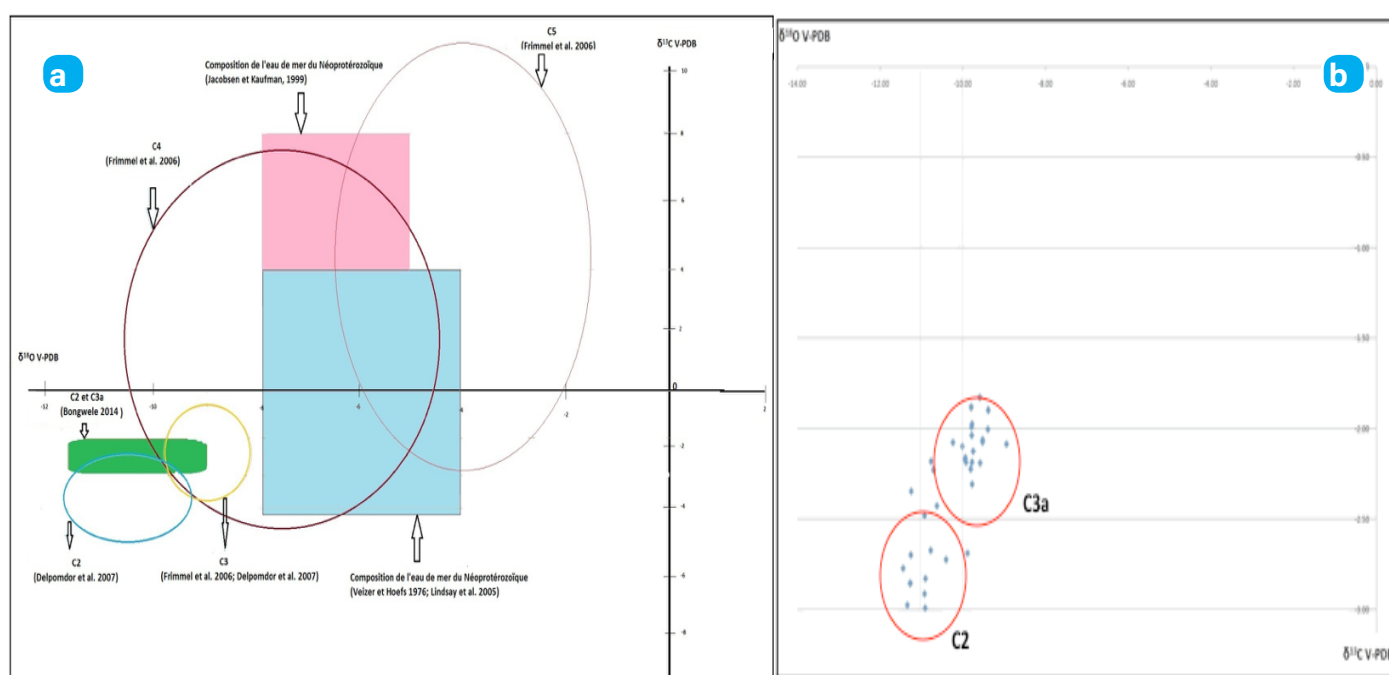 a
δ¹³C V-PDB
C5
(Frimmel et al. 2006)
Composition de l'eau de mer du Néoprotérozoïque
(Jacobsen et Kaufman, 1999)
10
C4
(Frimmel et al. 2006)
8
6
4
2
δ¹⁸O V-PDB
0
-12
-10
-8
-6
-4
-2
2
C2 et C3a
(Bongwele 2014 )
-2
-4
-6
-8
C2
(Delpomdor et al. 2007)
C3
(Frimmel et al. 2006; Delpomdor et al. 2007)
Composition de l'eau de mer du Néoprotérozoïque
(Veizer et Hoefs 1976; Lindsay et al. 2005)
δ¹⁸O V-PDB
b
-14.00
-12.00
-10.00
-8.00
-6.00
-4.00
-2.00
0.00
-0.50
-1.00
-1.50
-2.00
-2.50
-3.00
C3a
C2
δ¹³C V-PDB